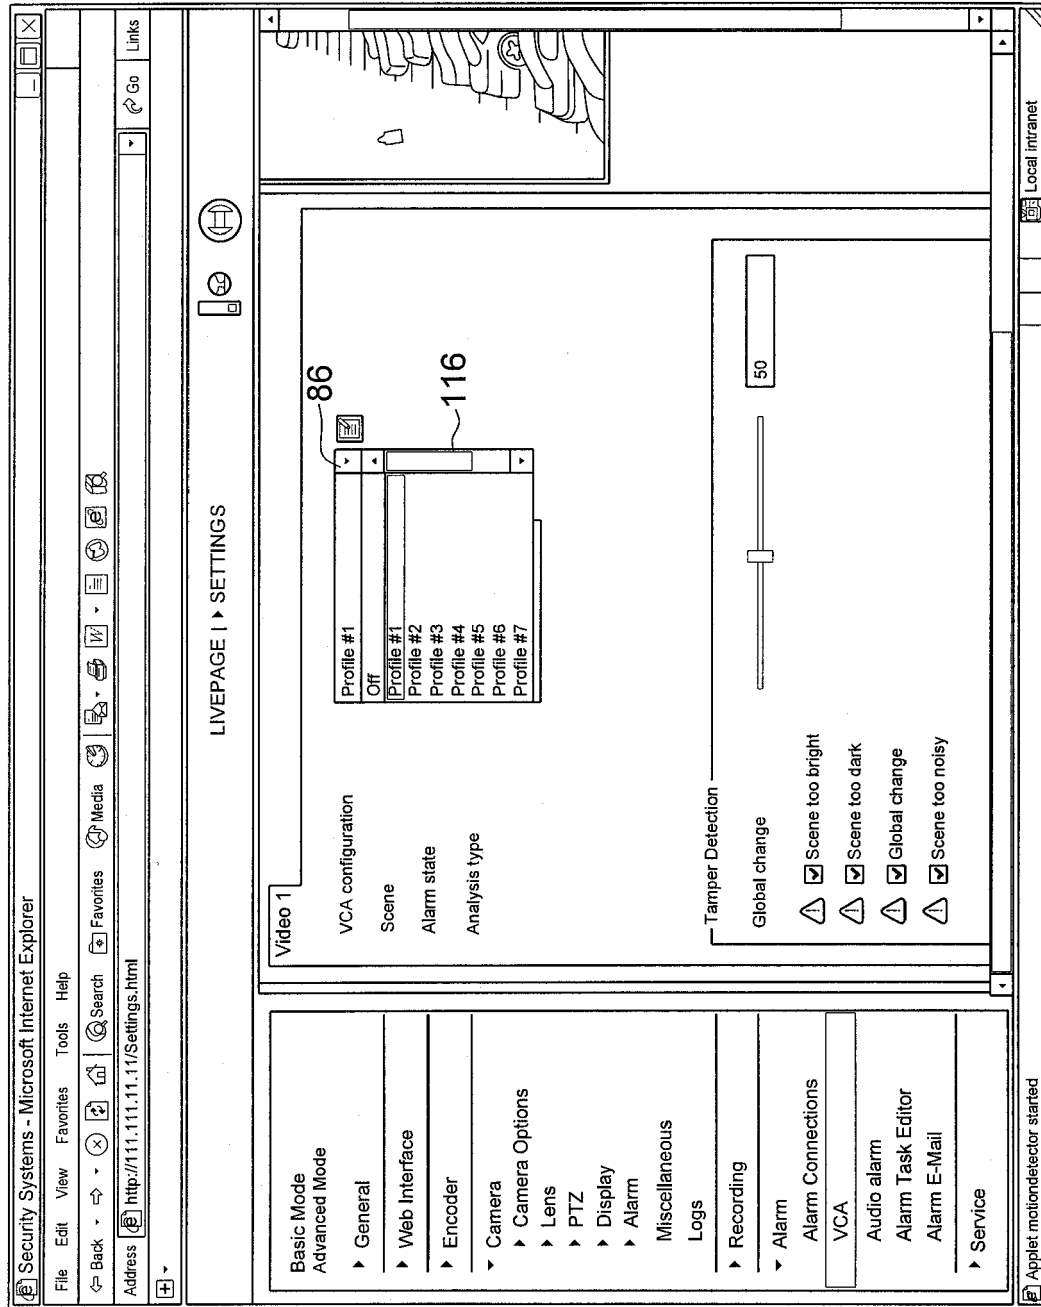 Security Systems - Microsoft Internet Explorer
File Edit View Favorites Tools Help
Back Search Favorites Media W
Address http://111.111.11.11/Settings.html Go Links
LIVEPAGE | ▸ SETTINGS
Basic Mode
Advanced Mode
▸ General
▸ Web Interface
▸ Encoder
▾ Camera
▸ Camera Options
▸ Lens
▸ PTZ
▸ Display
▸ Alarm
Miscellaneous
Logs
▸ Recording
▾ Alarm
Alarm Connections
VCA
Audio alarm
Alarm Task Editor
Alarm E-Mail
▸ Service
Video 1
VCA configuration
Scene
Alarm state
Analysis type
Profile #1
Off
Profile #1
Profile #2
Profile #3
Profile #4
Profile #5
Profile #6
Profile #7
86
116
Tamper Detection
Global change
50
Scene too bright
Scene too dark
Global change
Scene too noisy
Applet motiondetector started
Local intranet